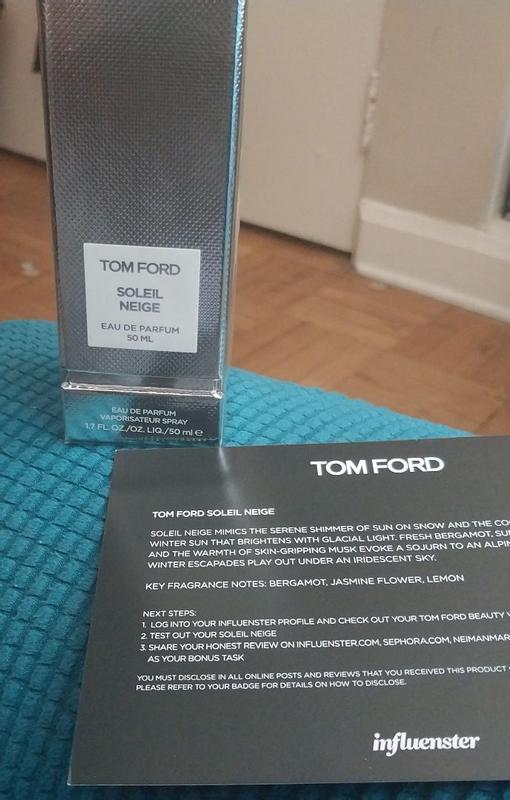 TOM FORD
SOLEIL
NEIGE
EAU DE PARFUM
50 ML
EAU DE PARFUM
VAPORISATEUR SPRAY
1.7 FL. OZ./OZ. LIQ./50 ml e
TOM FORD
TOM FORD SOLEIL NEIGE
SOLEIL NEIGE MIMICS THE SERENE SHIMMER OF SUN ON SNOW AND THE
WINTER SUN THAT BRIGHTENS WITH GLACIAL LIGHT. FRESH BERGAMOT,
AND THE WARMTH OF SKIN-GRIPPING MUSK EVOKE A SOJOURN TO AN
WINTER ESCAPADES PLAY OUT UNDER AN IRIDESCENT SKY.
KEY FRAGRANCE NOTES: BERGAMOT, JASMINE FLOWER, LEMON
NEXT STEPS:
1. LOG INTO YOUR INFLUENSTER PROFILE AND CHECK OUT YOUR TOM FORD BEAUTY
2. TEST OUT YOUR SOLEIL NEIGE
3. SHARE YOUR HONEST REVIEW ON INFLUENSTER.COM, SEPHORA.COM,
AS YOUR BONUS TASK
YOU MUST DISCLOSE IN ALL ONLINE POSTS AND REVIEWS THAT YOU RECEIVED THIS PRODUCT
PLEASE REFER TO YOUR BADGE FOR DETAILS ON HOW TO DISCLOSE.
influenster